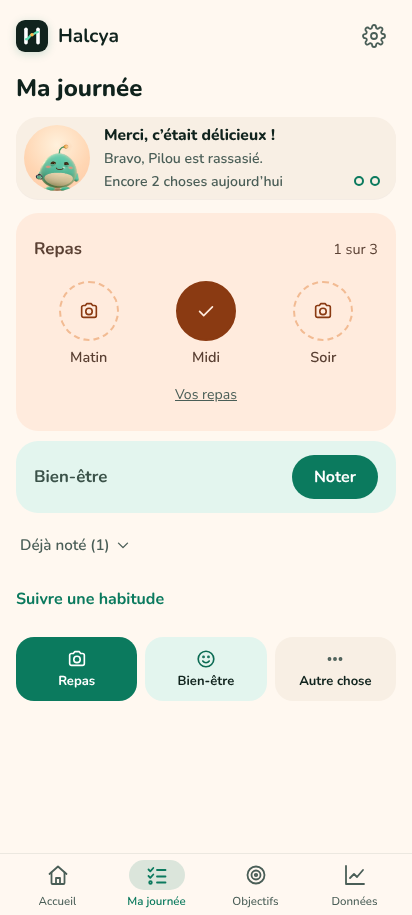 Halcya
Ma journée
Merci, c’était délicieux !
Bravo, Pilou est rassasié.
Encore 2 choses aujourd’hui
Repas
1 sur 3
Matin
Midi
Soir
Vos repas
Bien-être
Noter
Déjà noté (1)
Suivre une habitude
Repas
Bien-être
Autre chose
Accueil
Ma journée
Objectifs
Données